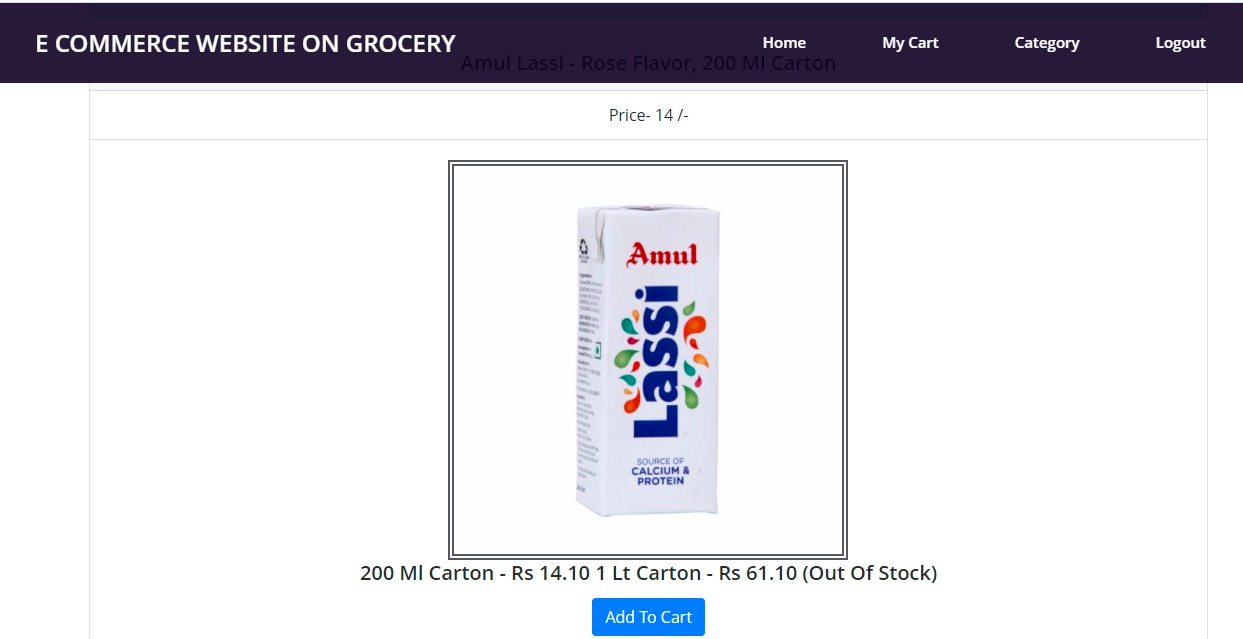 E COMMERCE WEBSITE ON GROCERY
Home
My Cart
Category
Logout
Amul Lassi - Rose Flavor, 200 Ml Carton
Price- 14 /-
Amul
Lassi
SOURCE OF
CALCIUM &
PROTEIN
200 Ml Carton - Rs 14.10 1 Lt Carton - Rs 61.10 (Out Of Stock)
Add To Cart